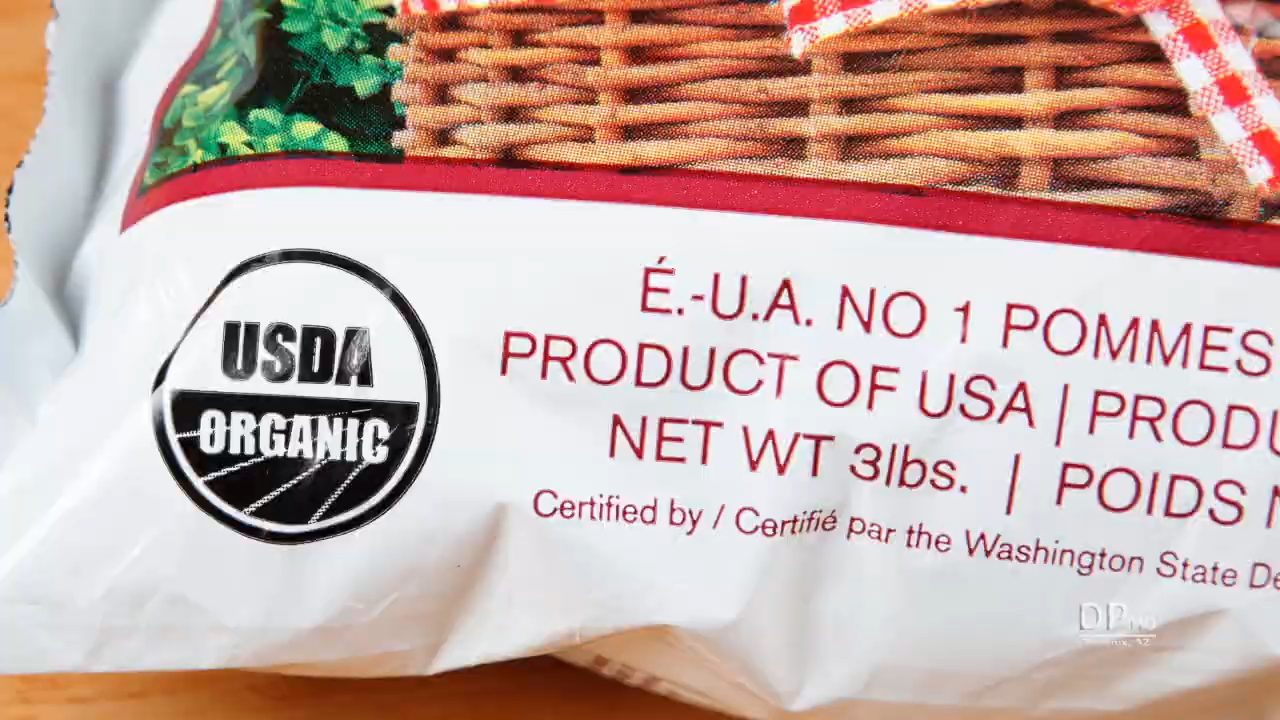 É.-U.A. NO 1 POMMES
PRODUCT OF USA | PRODU
NET WT 3lbs. | POIDS N
Certified by / Certifié par the Washington State De
USDA
ORGANIC
DP